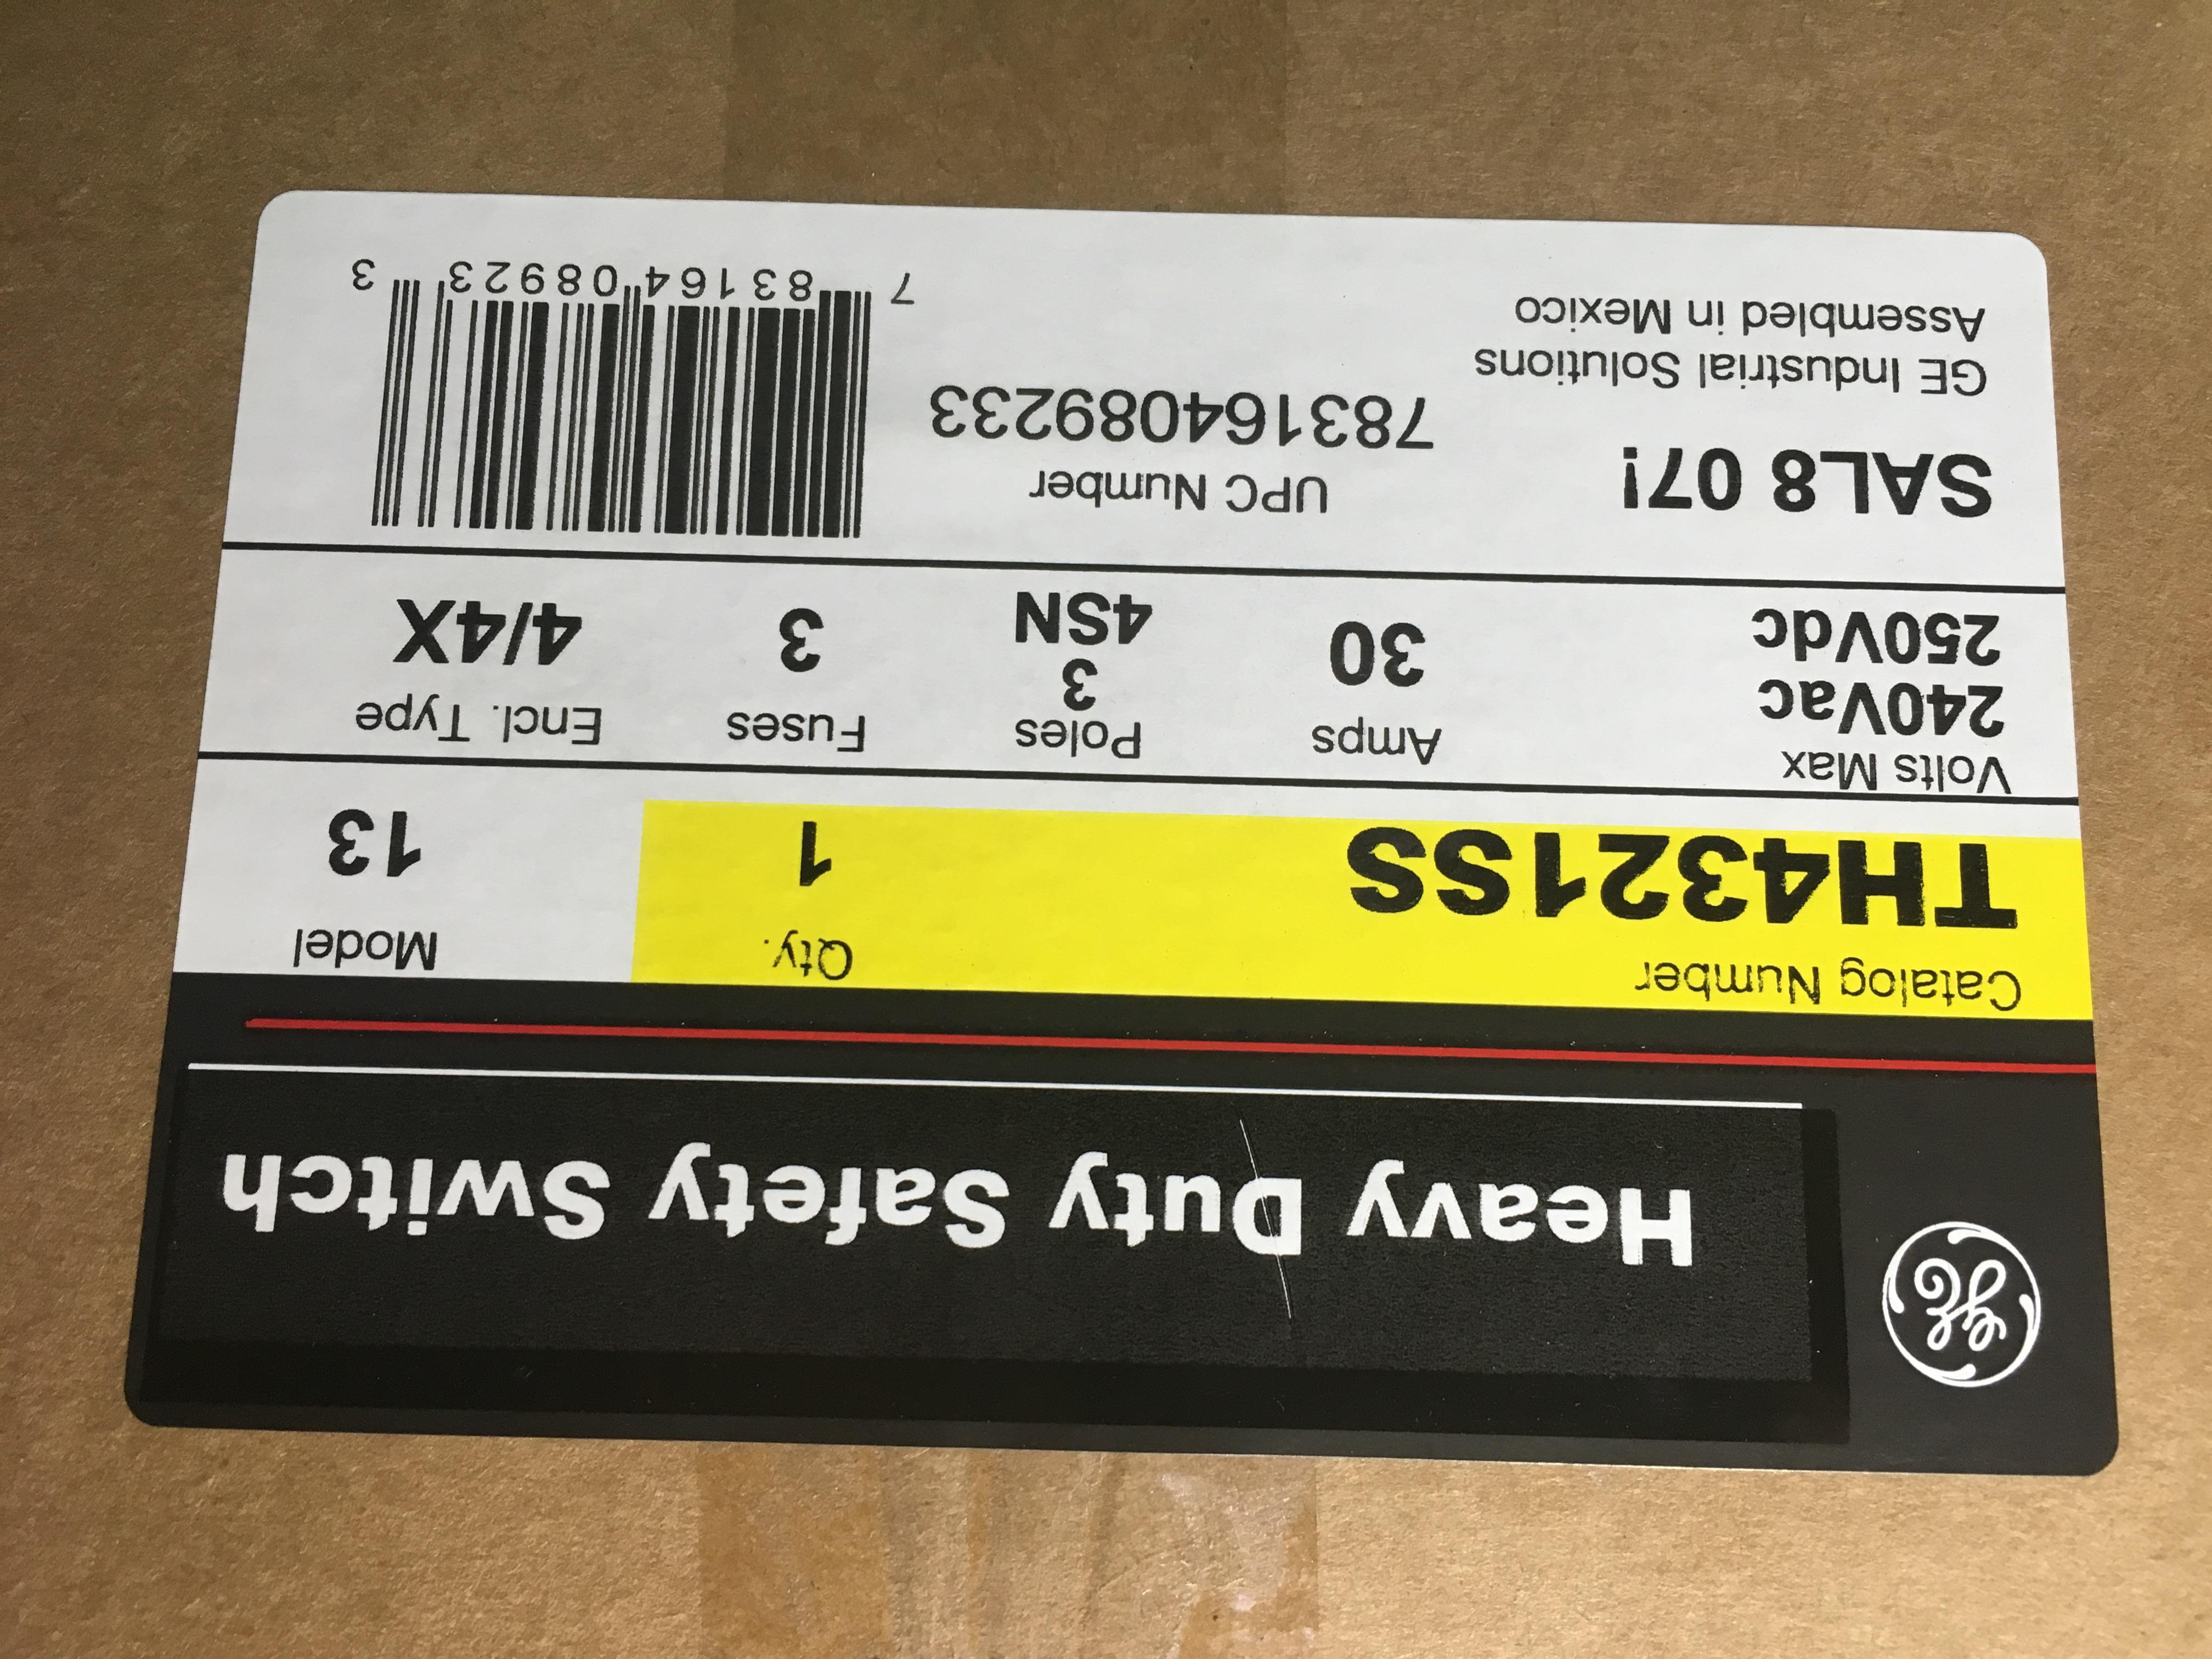 Heavy Duty Safety Switch
Catalog Number Qty. Model
TH4321SS 1 13
Volts Max Amps Poles Fuses Encl. Type
240Vac 30 3 3 4/4X
250Vdc 4SN
SAL8 07! UPC Number
783164089233
GE Industrial Solutions
Assembled in Mexico
7 83164 08923 3